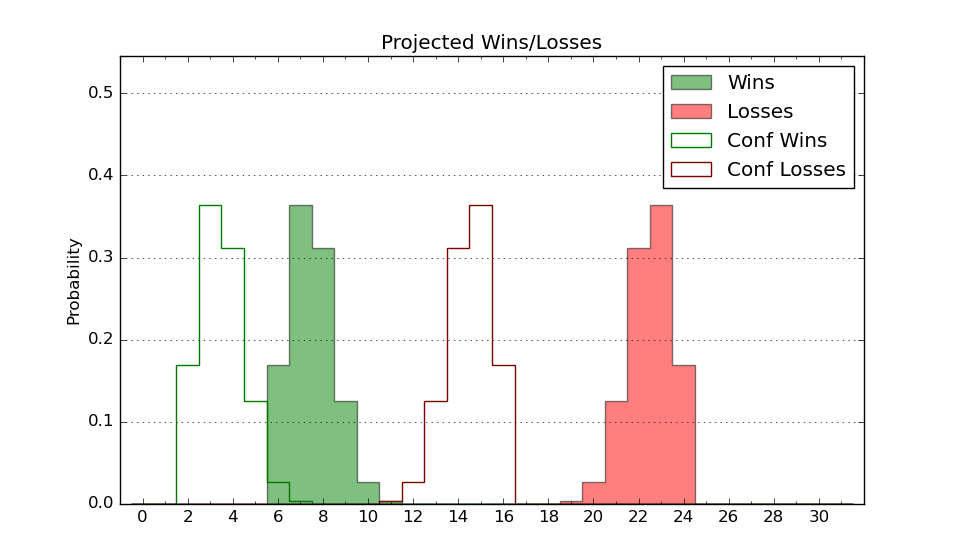 Projected Wins/Losses
Wins
Losses
Conf Wins
Conf Losses
Probability
0.5
0.4
0.3
0.2
0.1
0.0
0 2 4 6 8 10 12 14 16 18 20 22 24 26 28 30